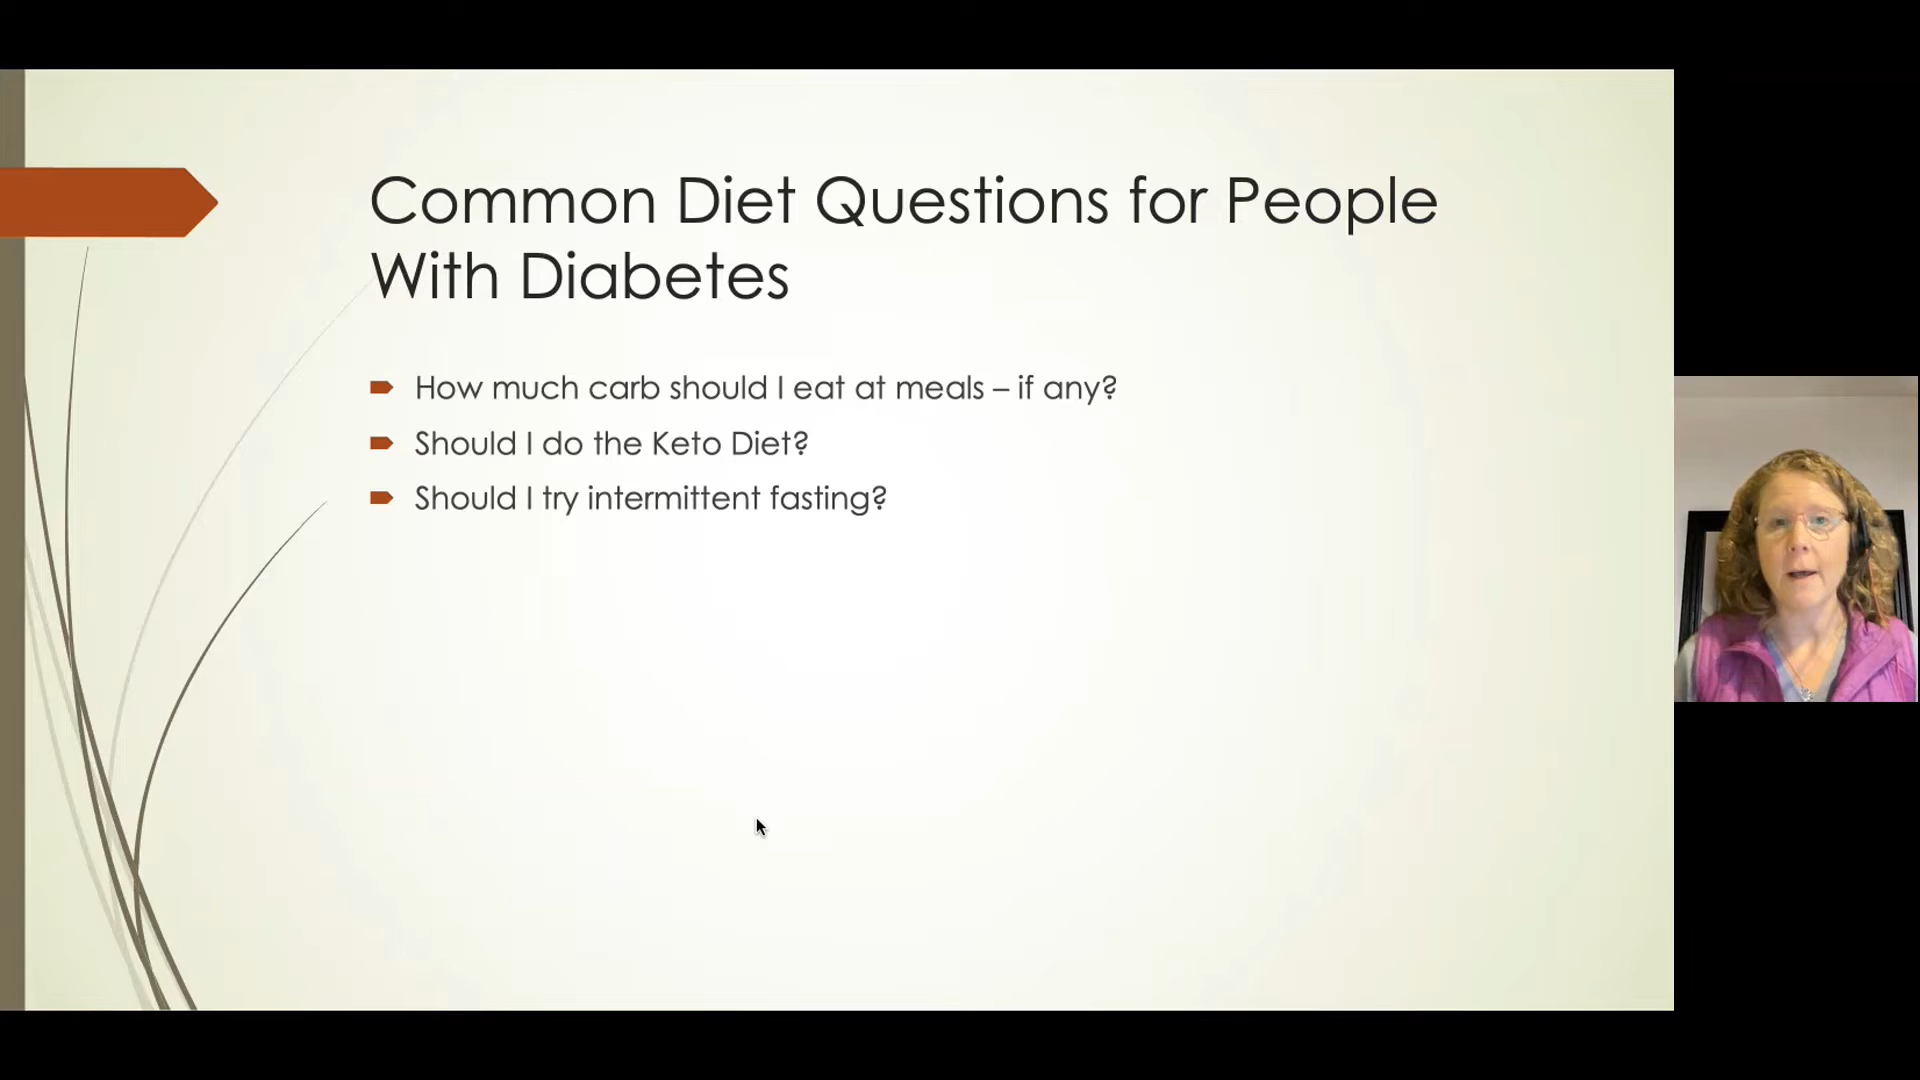 Common Diet Questions for People
With Diabetes
How much carb should I eat at meals – if any?
Should I do the Keto Diet?
Should I try intermittent fasting?